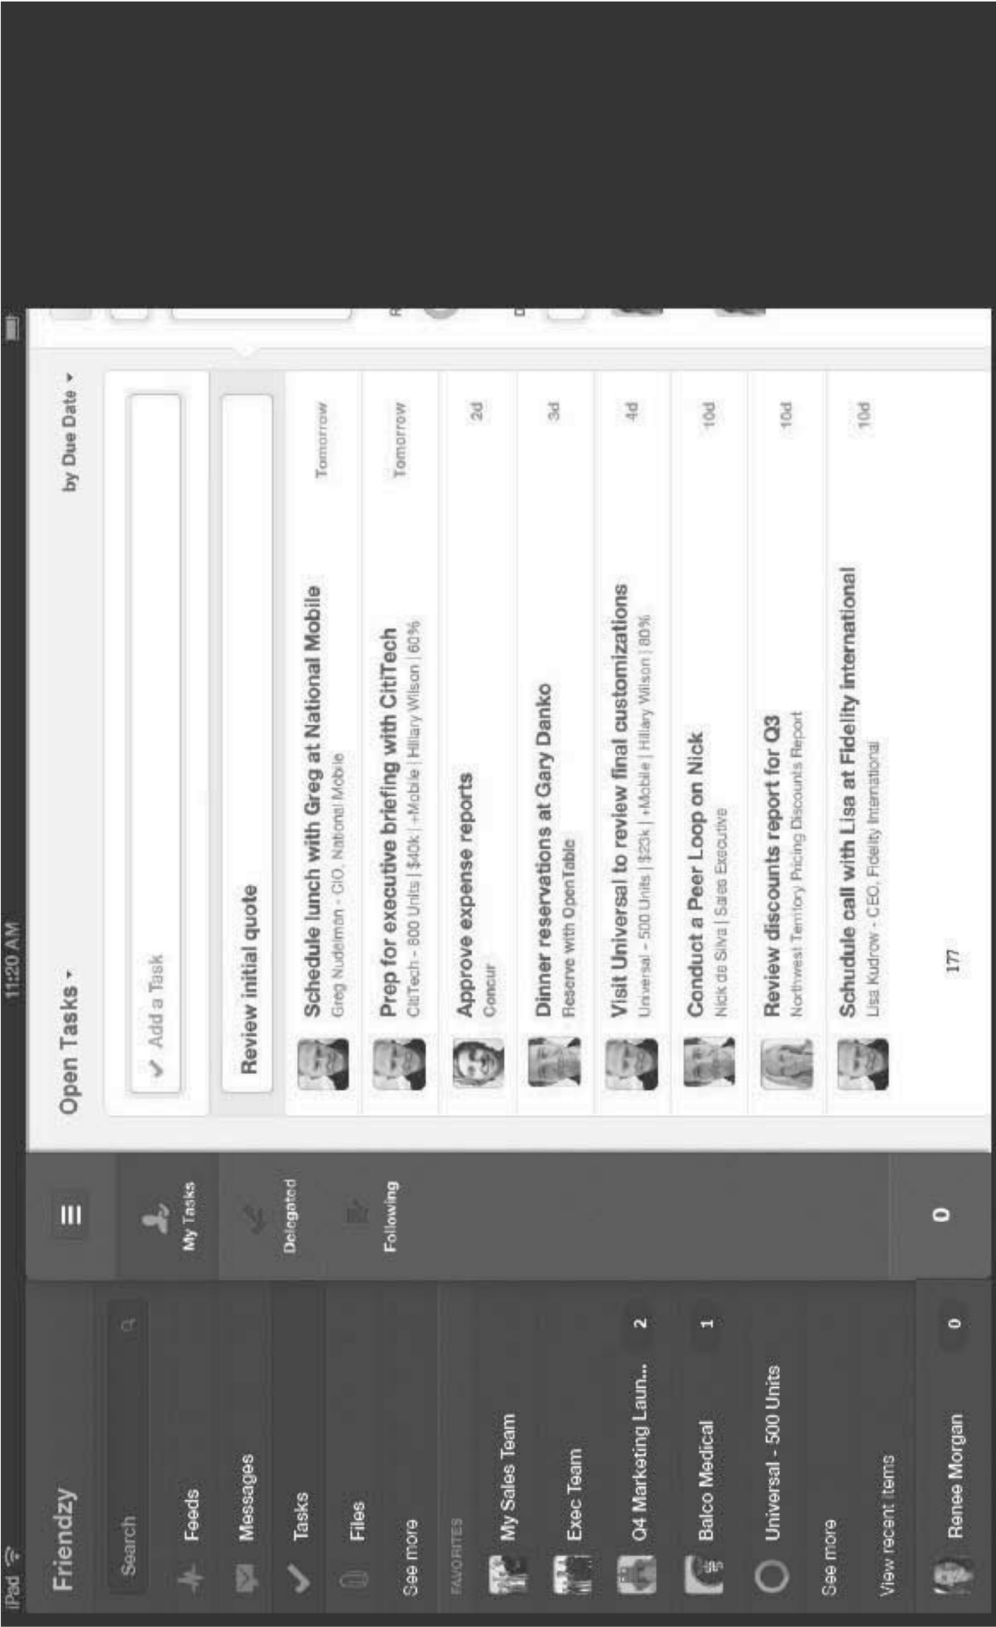 iPad
11:20 AM
Friendzy
Search
Feeds
Messages
Tasks
Files
See more
FAVORITES
My Sales Team
Exec Team
Q4 Marketing Laun... 2
Balco Medical 1
Universal - 500 Units
See more
View recent items
Renee Morgan 0
My Tasks
Delegated
Following
0
Open Tasks by Due Date
Add a Task
Review initial quote
Schedule lunch with Greg at National Mobile Tomorrow
Greg Nudelman - CIO, National Mobile
Prep for executive briefing with CitiTech Tomorrow
CitiTech - 800 Units | $40k | +Mobile | Hillary Wilson | 60%
Approve expense reports 2d
Concur
Dinner reservations at Gary Danko 3d
Reserve with OpenTable
Visit Universal to review final customizations 4d
Universal - 500 Units | $23k | +Mobile | Hillary Wilson | 80%
Conduct a Peer Loop on Nick 10d
Nick de Silva | Sales Executive
Review discounts report for Q3 10d
Northwest Territory Pricing Discounts Report
Schudule call with Lisa at Fidelity international 10d
Lisa Kudrow - CEO, Fidelity International
177